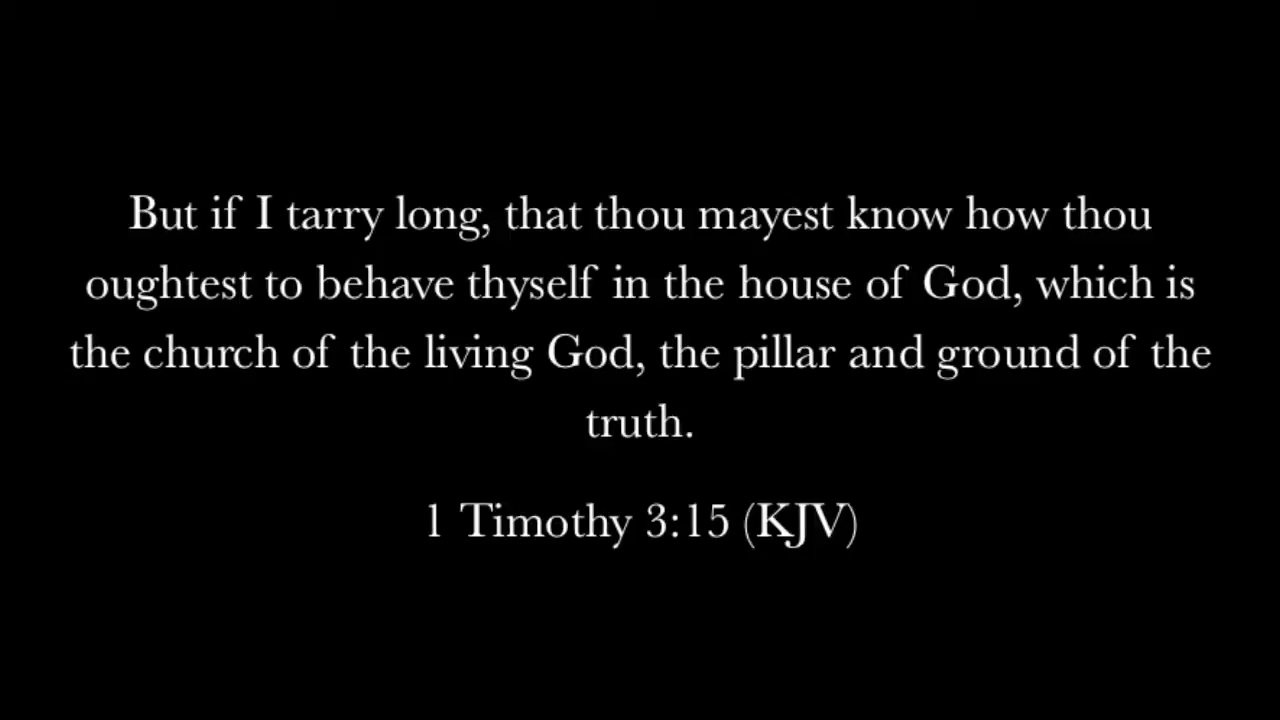 But if I tarry long, that thou mayest know how thou
oughtest to behave thyself in the house of God, which is
the church of the living God, the pillar and ground of the
truth.
1 Timothy 3:15 (KJV)